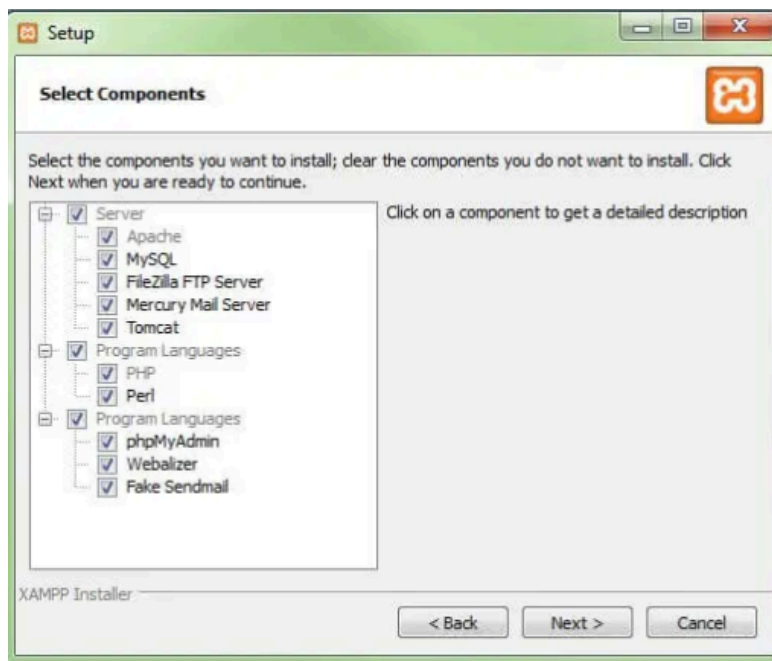 Setup
Select Components
Select the components you want to install; clear the components you do not want to install. Click
Next when you are ready to continue.
Server
Click on a component to get a detailed description
Apache
MySQL
FileZilla FTP Server
Mercury Mail Server
Tomcat
Program Languages
PHP
Perl
Program Languages
phpMyAdmin
Webalizer
Fake Sendmail
XAMPP Installer
< Back
Next >
Cancel